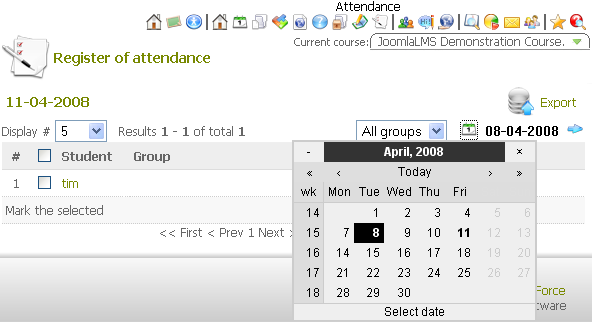 Attendance
Current course: JoomlaLMS Demonstration Course.
Register of attendance
11-04-2008
Export
Display # 5 Results 1 - 1 of total 1 All groups 1 08-04-2008
# Student Group
1 tim
Mark the selected
<< First < Prev 1 Next >
- April, 2008 ×
« ‹ Today › »
wk Mon Tue Wed Thu Fri
14 1 2 3 4 5 6
15 7 8 9 10 11 12 13
16 14 15 16 17 18 19 20
17 21 22 23 24 25 26 27
18 28 29 30
Select date
Force
tware